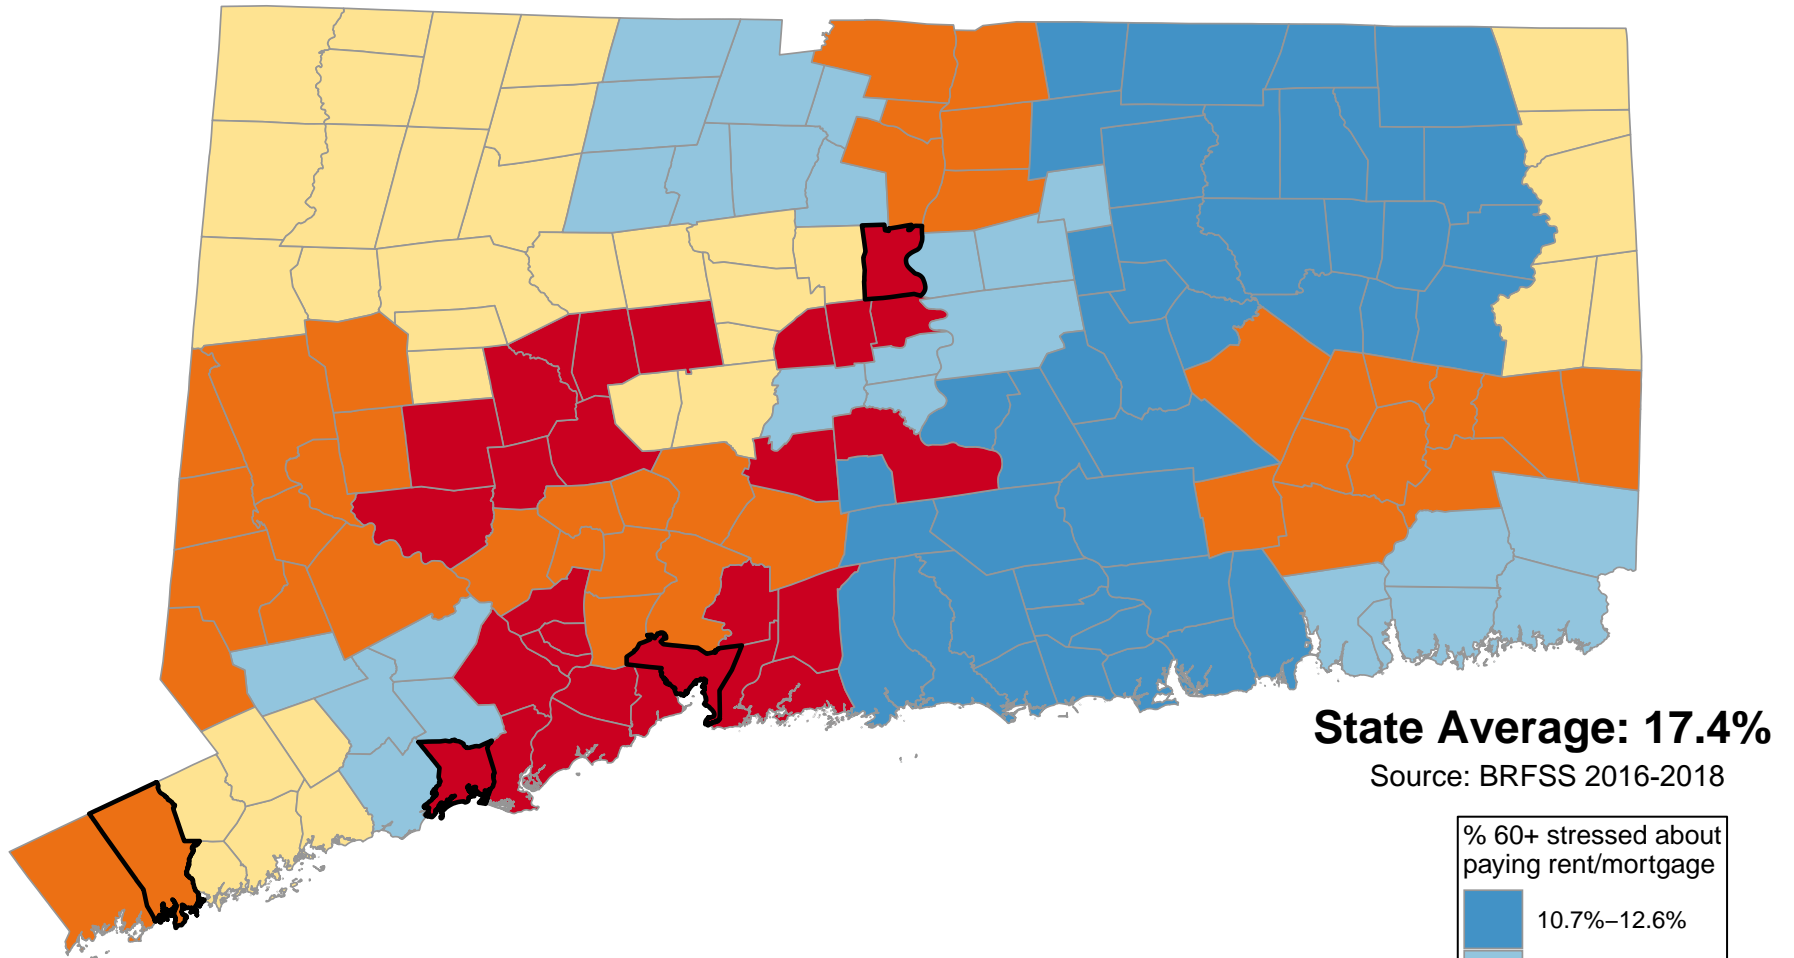 State Average: 17.4%
Source: BRFSS 2016-2018
% 60+ stressed about
paying rent/mortgage
10.7%–12.6%